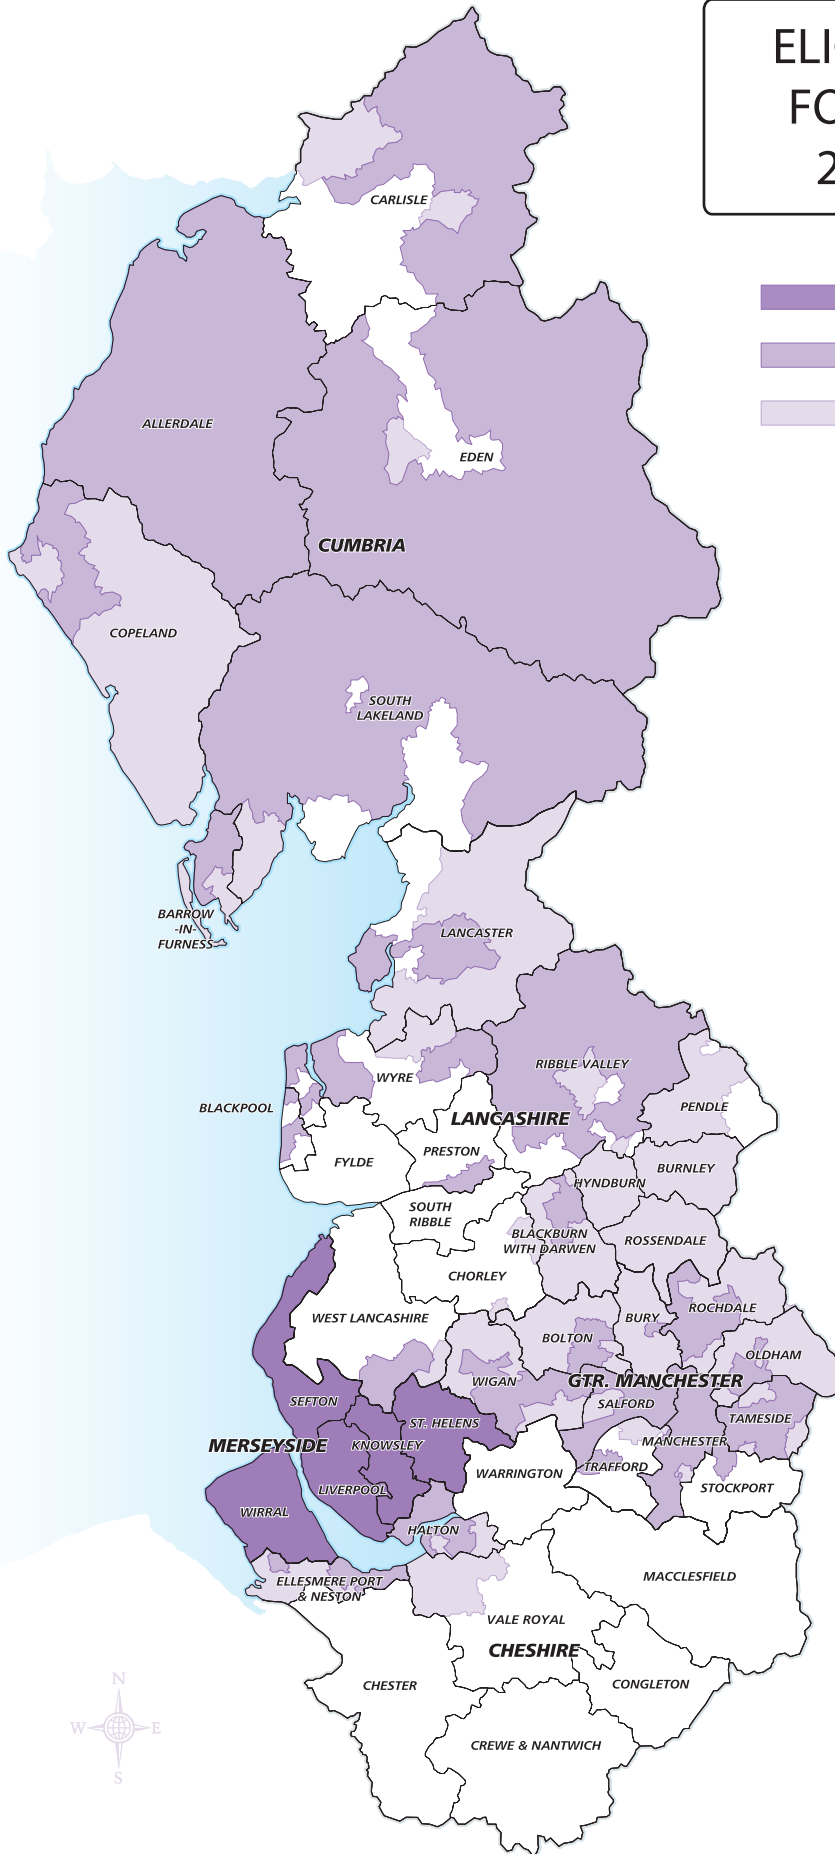 ELI
FO
2
CARLISLE
ALLERDALE
EDEN
CUMBRIA
COPELAND
SOUTH
LAKELAND
BARROW
-IN-
FURNESS
LANCASTER
RIBBLE VALLEY
WYRE
BLACKPOOL
PENDLE
LANCASHIRE
PRESTON
FYLDE
BURNLEY
HYNDBURN
SOUTH
RIBBLE
BLACKBURN
WITH DARWEN
ROSSENDALE
CHORLEY
WEST LANCASHIRE
BURY
ROCHDALE
BOLTON
OLDHAM
WIGAN
GTR. MANCHESTER
SEFTON
SALFORD
ST. HELENS
TAMESIDE
MERSEYSIDE
KNOWSLEY
MANCHESTER
TRAFFORD
WARRINGTON
LIVERPOOL
STOCKPORT
WIRRAL
HALTON
ELLESMERE PORT
& NESTON
MACCLESFIELD
VALE ROYAL
CHESHIRE
CHESTER
CONGLETON
CREWE & NANTWICH
N
W E
S